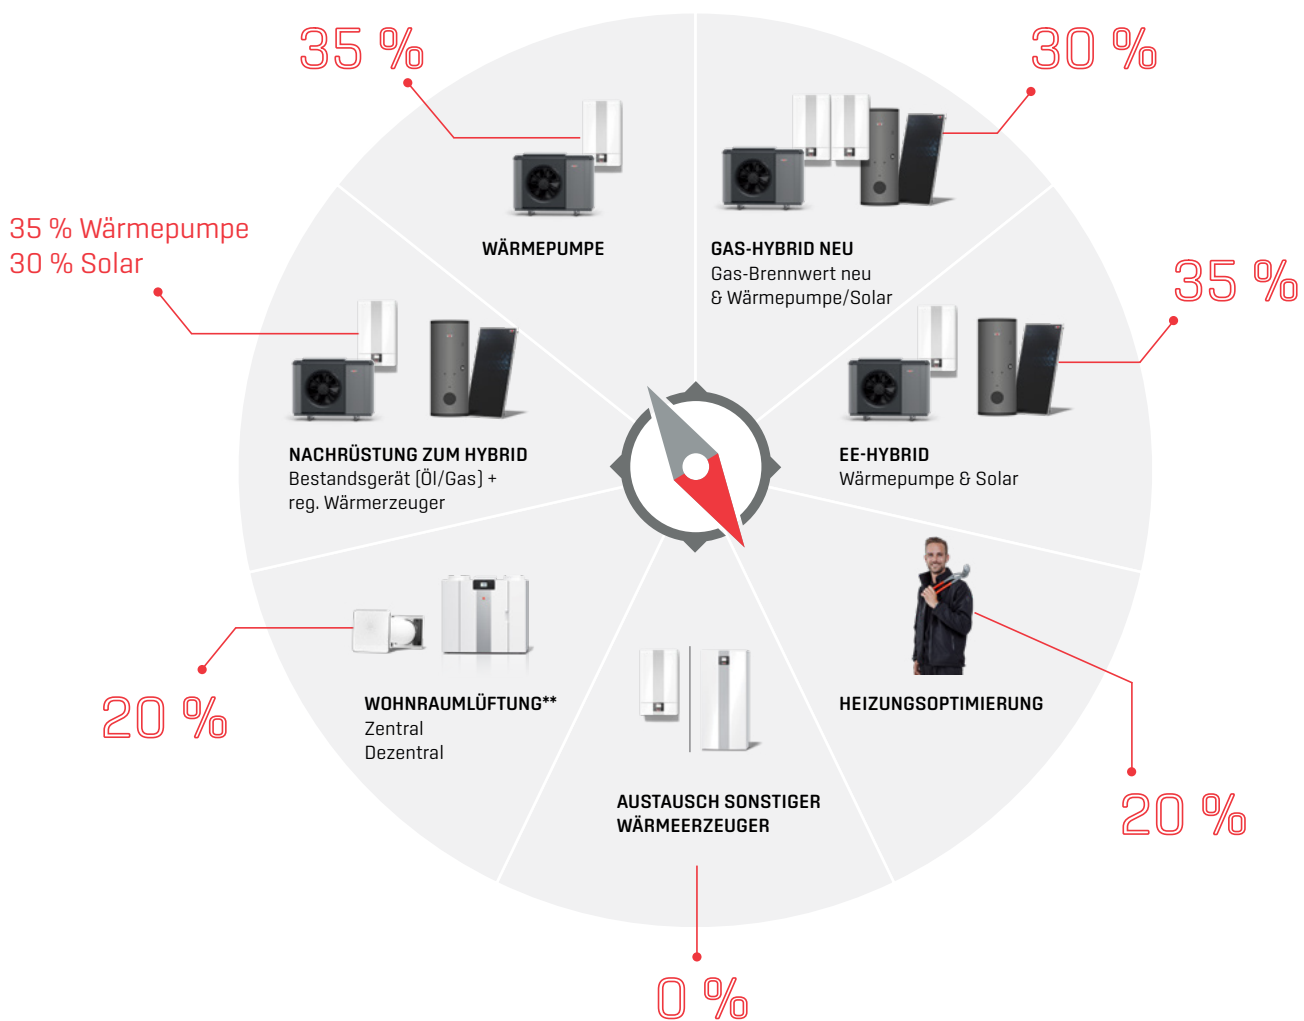 35 %
30 %
WÄRMEPUMPE
GAS-HYBRID NEU
Gas-Brennwert neu
& Wärmepumpe/Solar
35 % Wärmepumpe
30 % Solar
35 %
NACHRÜSTUNG ZUM HYBRID
Bestandsgerät (Öl/Gas) +
reg. Wärmerzeuger
EE-HYBRID
Wärmepumpe & Solar
20 %
WOHNRAUMLÜFTUNG**
Zentral
Dezentral
HEIZUNGSOPTIMIERUNG
20 %
AUSTAUSCH SONSTIGER
WÄRMEERZEUGER
0 %